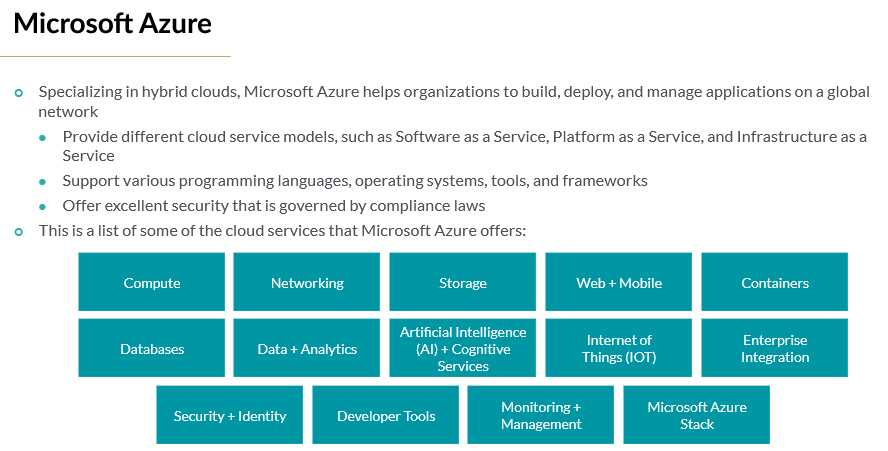 Microsoft Azure
Specializing in hybrid clouds, Microsoft Azure helps organizations to build, deploy, and manage applications on a global
network
Provide different cloud service models, such as Software as a Service, Platform as a Service, and Infrastructure as a
Service
Support various programming languages, operating systems, tools, and frameworks
Offer excellent security that is governed by compliance laws
This is a list of some of the cloud services that Microsoft Azure offers:
Compute
Networking
Storage
Web + Mobile
Containers
Databases
Data + Analytics
Artificial Intelligence
(AI) + Cognitive
Services
Internet of
Things (IOT)
Enterprise
Integration
Security + Identity
Developer Tools
Monitoring +
Management
Microsoft Azure
Stack